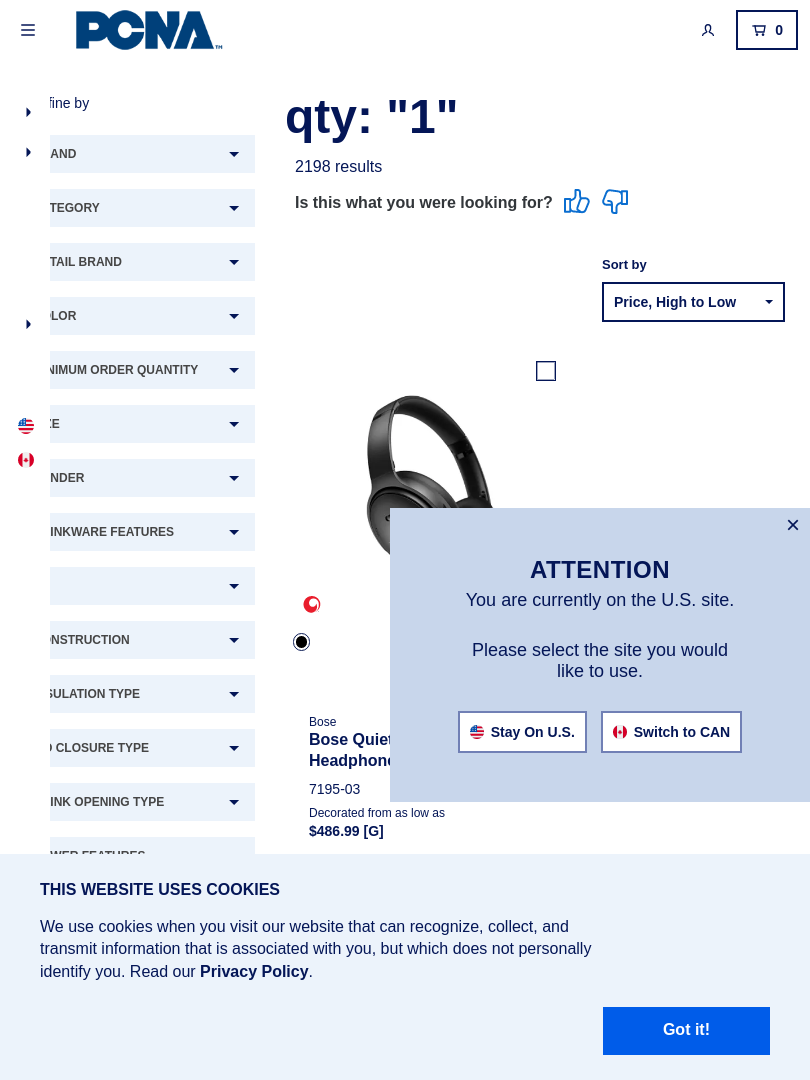 PCNA™
0
fine by
qty: "1"
2198 results
Is this what you were looking for?
Sort by
Price, High to Low
AND
TEGORY
TAIL BRAND
OLOR
NIMUM ORDER QUANTITY
ZE
NDER
INKWARE FEATURES
ONSTRUCTION
SULATION TYPE
D CLOSURE TYPE
INK OPENING TYPE
WER FEATURES
Bose
Bose Quiet
Headphone
7195-03
Decorated from as low as
$486.99 [G]
ATTENTION
You are currently on the U.S. site.
Please select the site you would
like to use.
Stay On U.S.
Switch to CAN
THIS WEBSITE USES COOKIES
We use cookies when you visit our website that can recognize, collect, and
transmit information that is associated with you, but which does not personally
identify you. Read our Privacy Policy.
Got it!